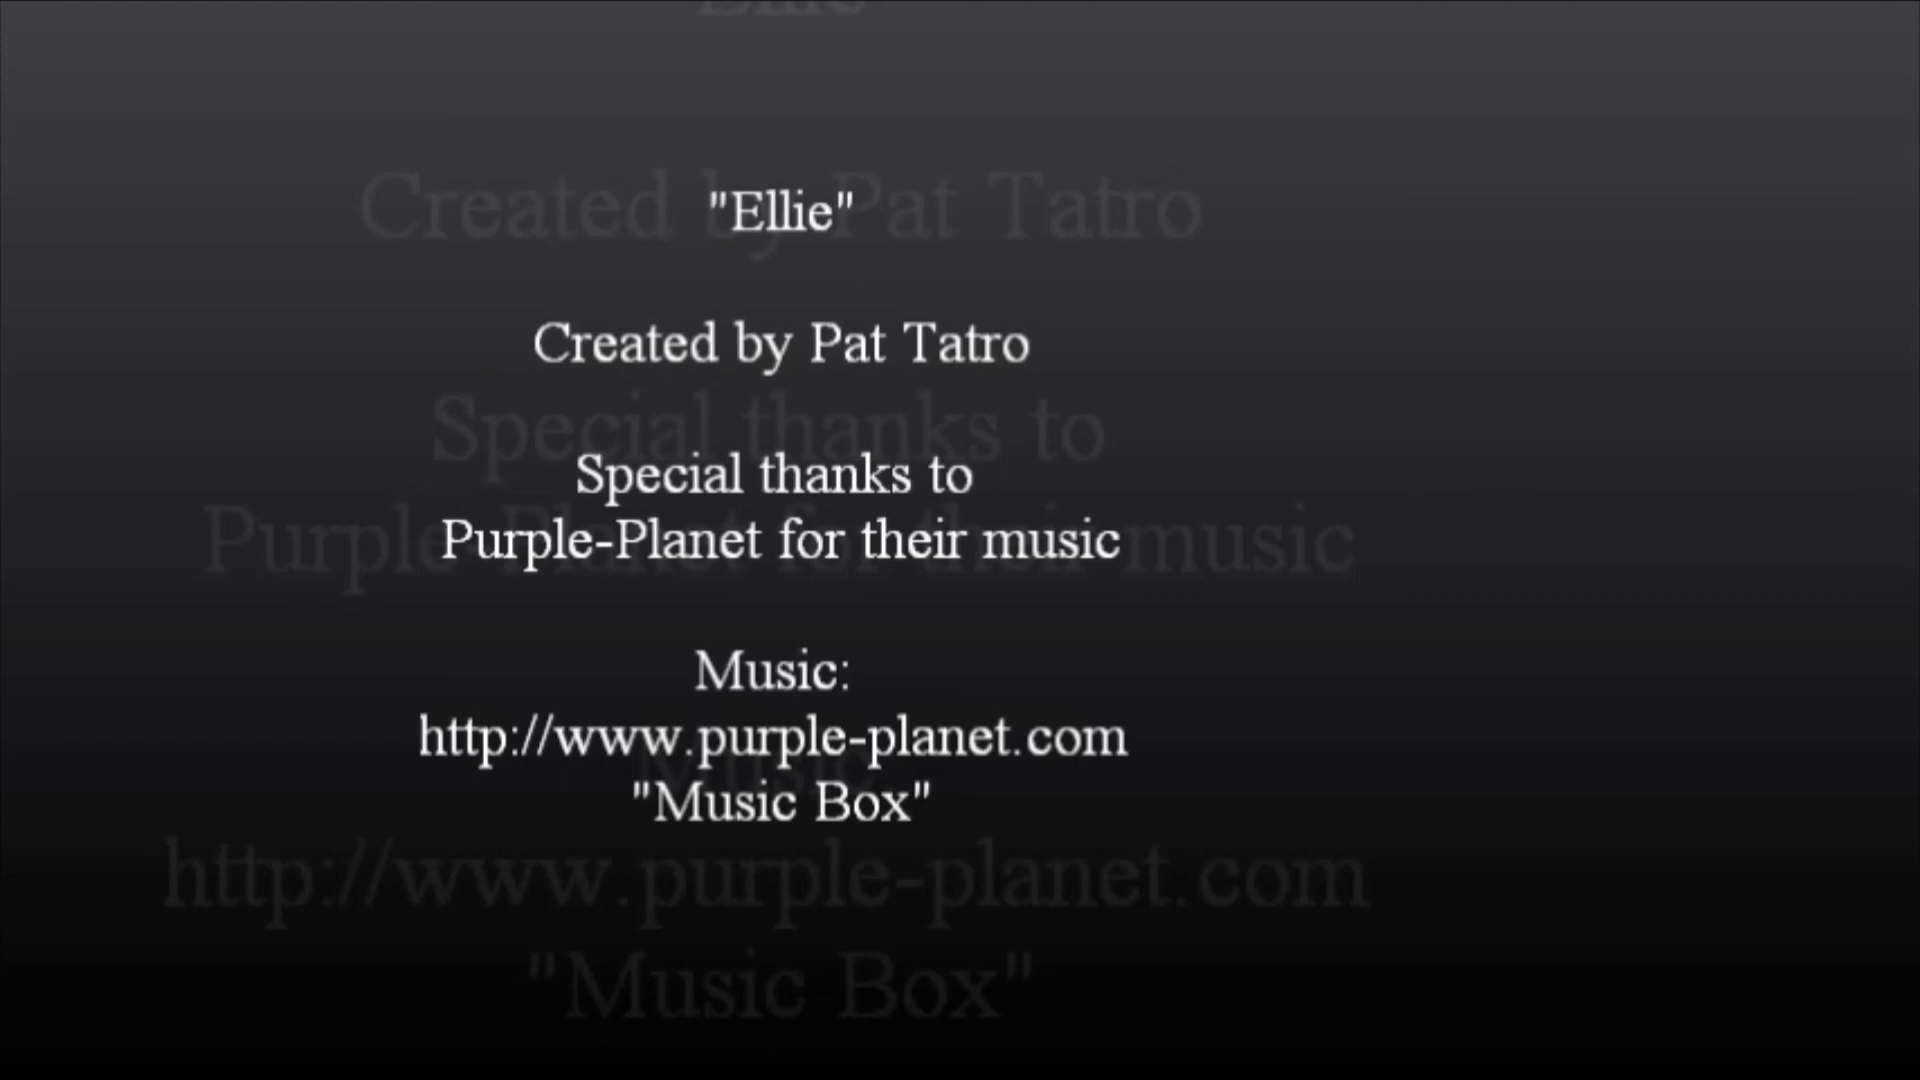 "Ellie"
Created by Pat Tatro
Special thanks to
Purple-Planet for their music
Music:
http://www.purple-planet.com
"Music Box"